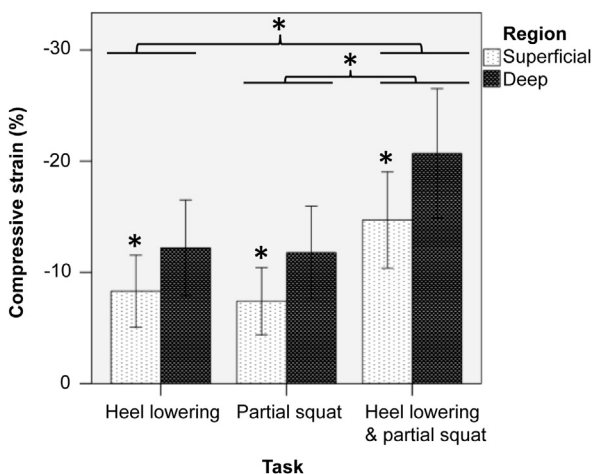 *
-30
*
Region
Superficial
Deep
Compressive strain (%)
-20
*
*
*
-10
0
Heel lowering
Partial squat
Heel lowering
& partial squat
Task